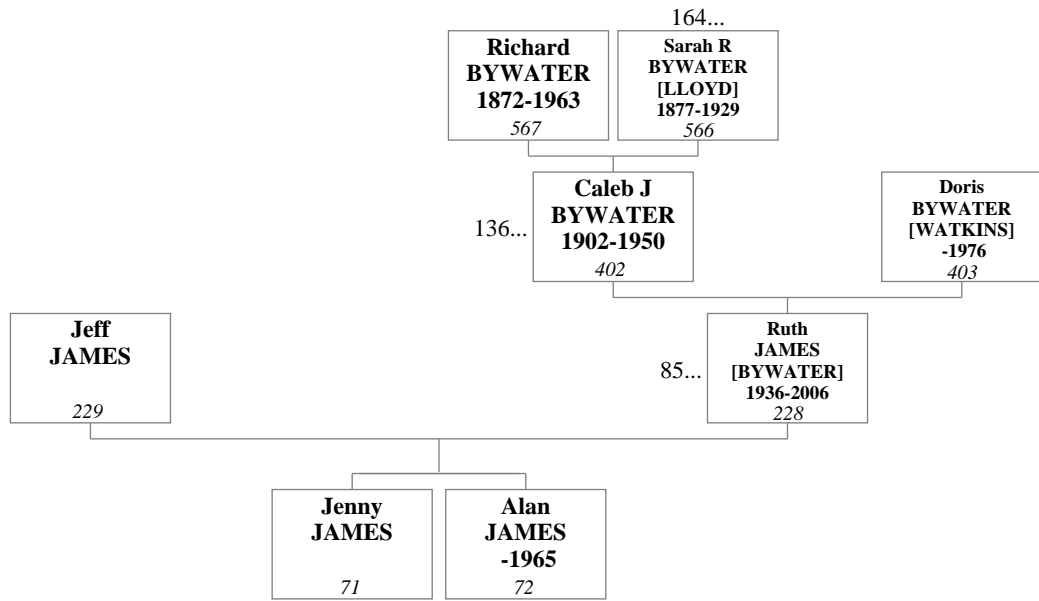 164...
Richard
BYWATER
1872-1963
567
Sarah R
BYWATER
[LLOYD]
1877-1929
566
136...
Caleb J
BYWATER
1902-1950
402
Doris
BYWATER
[WATKINS]
-1976
403
Jeff
JAMES
229
85...
Ruth
JAMES
[BYWATER]
1936-2006
228
Jenny
JAMES
71
Alan
JAMES
-1965
72